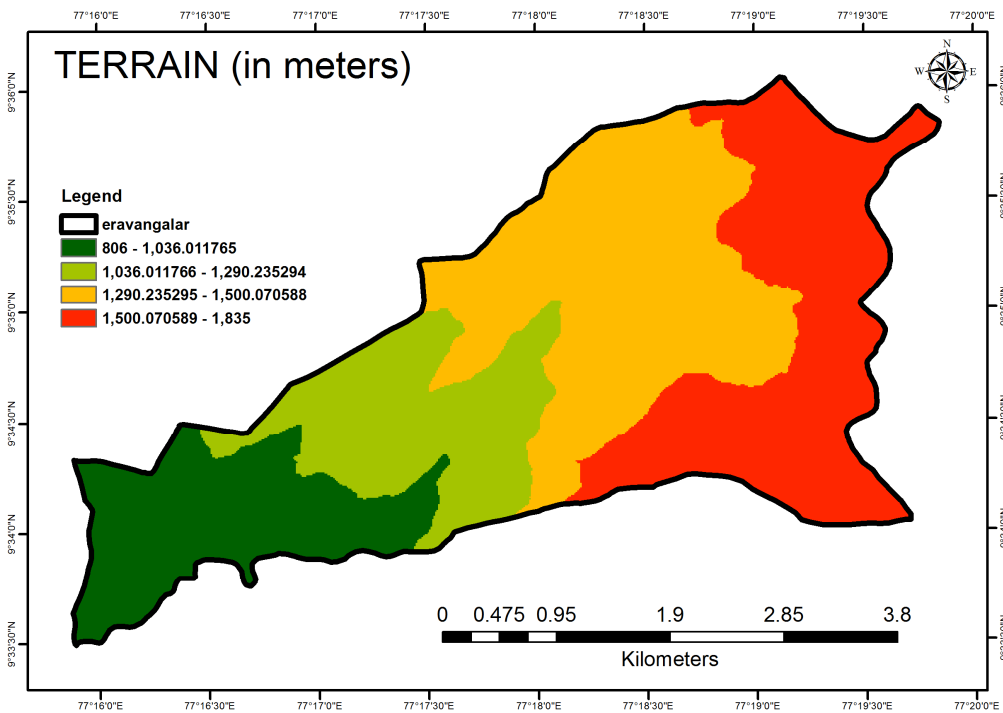 77°16'0"E 77°16'30"E 77°17'0"E 77°17'30"E 77°18'0"E 77°18'30"E 77°19'0"E 77°19'30"E 77°20'0"E
TERRAIN (in meters)
N
W E
S
9°36'0"N
9°35'30"N
9°35'0"N
9°34'30"N
9°34'0"N
9°33'30"N
Legend
eravangalar
806 - 1,036.011765
1,036.011766 - 1,290.235294
1,290.235295 - 1,500.070588
1,500.070589 - 1,835
0 0.475 0.95 1.9 2.85 3.8
Kilometers
77°16'0"E 77°16'30"E 77°17'0"E 77°17'30"E 77°18'0"E 77°18'30"E 77°19'0"E 77°19'30"E 77°20'0"E